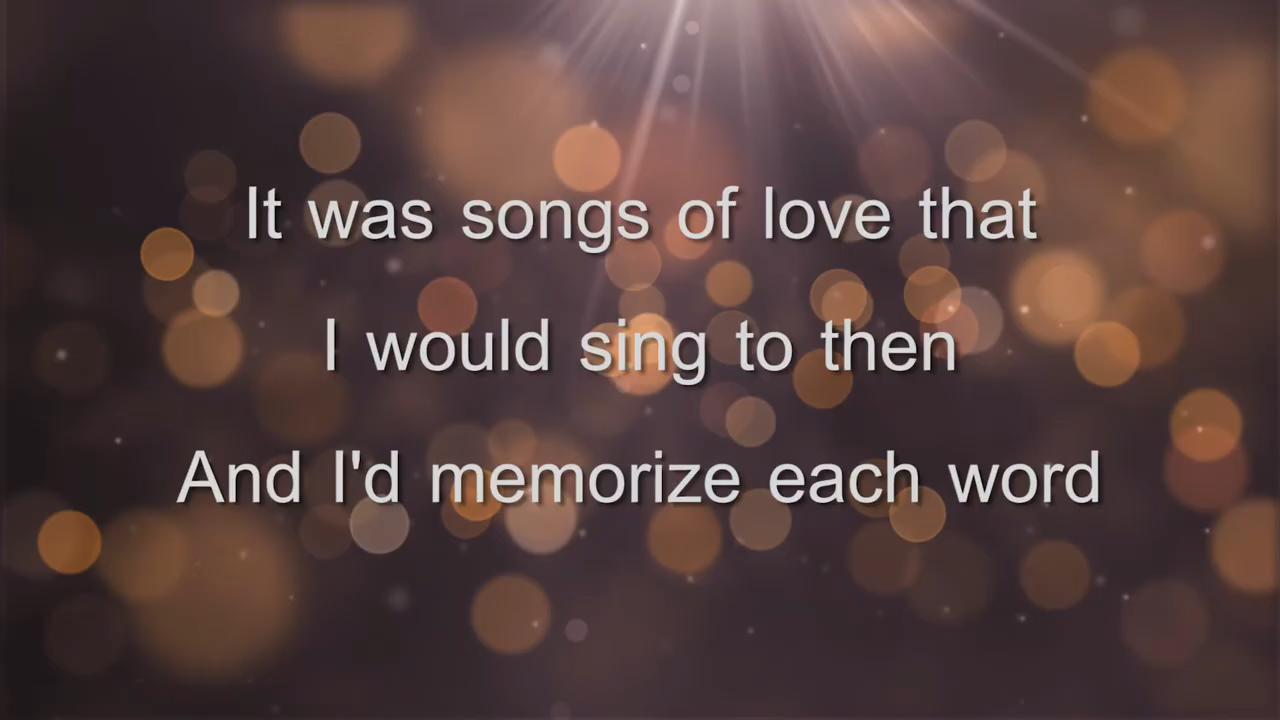 It was songs of love that
I would sing to then
And I'd memorize each word